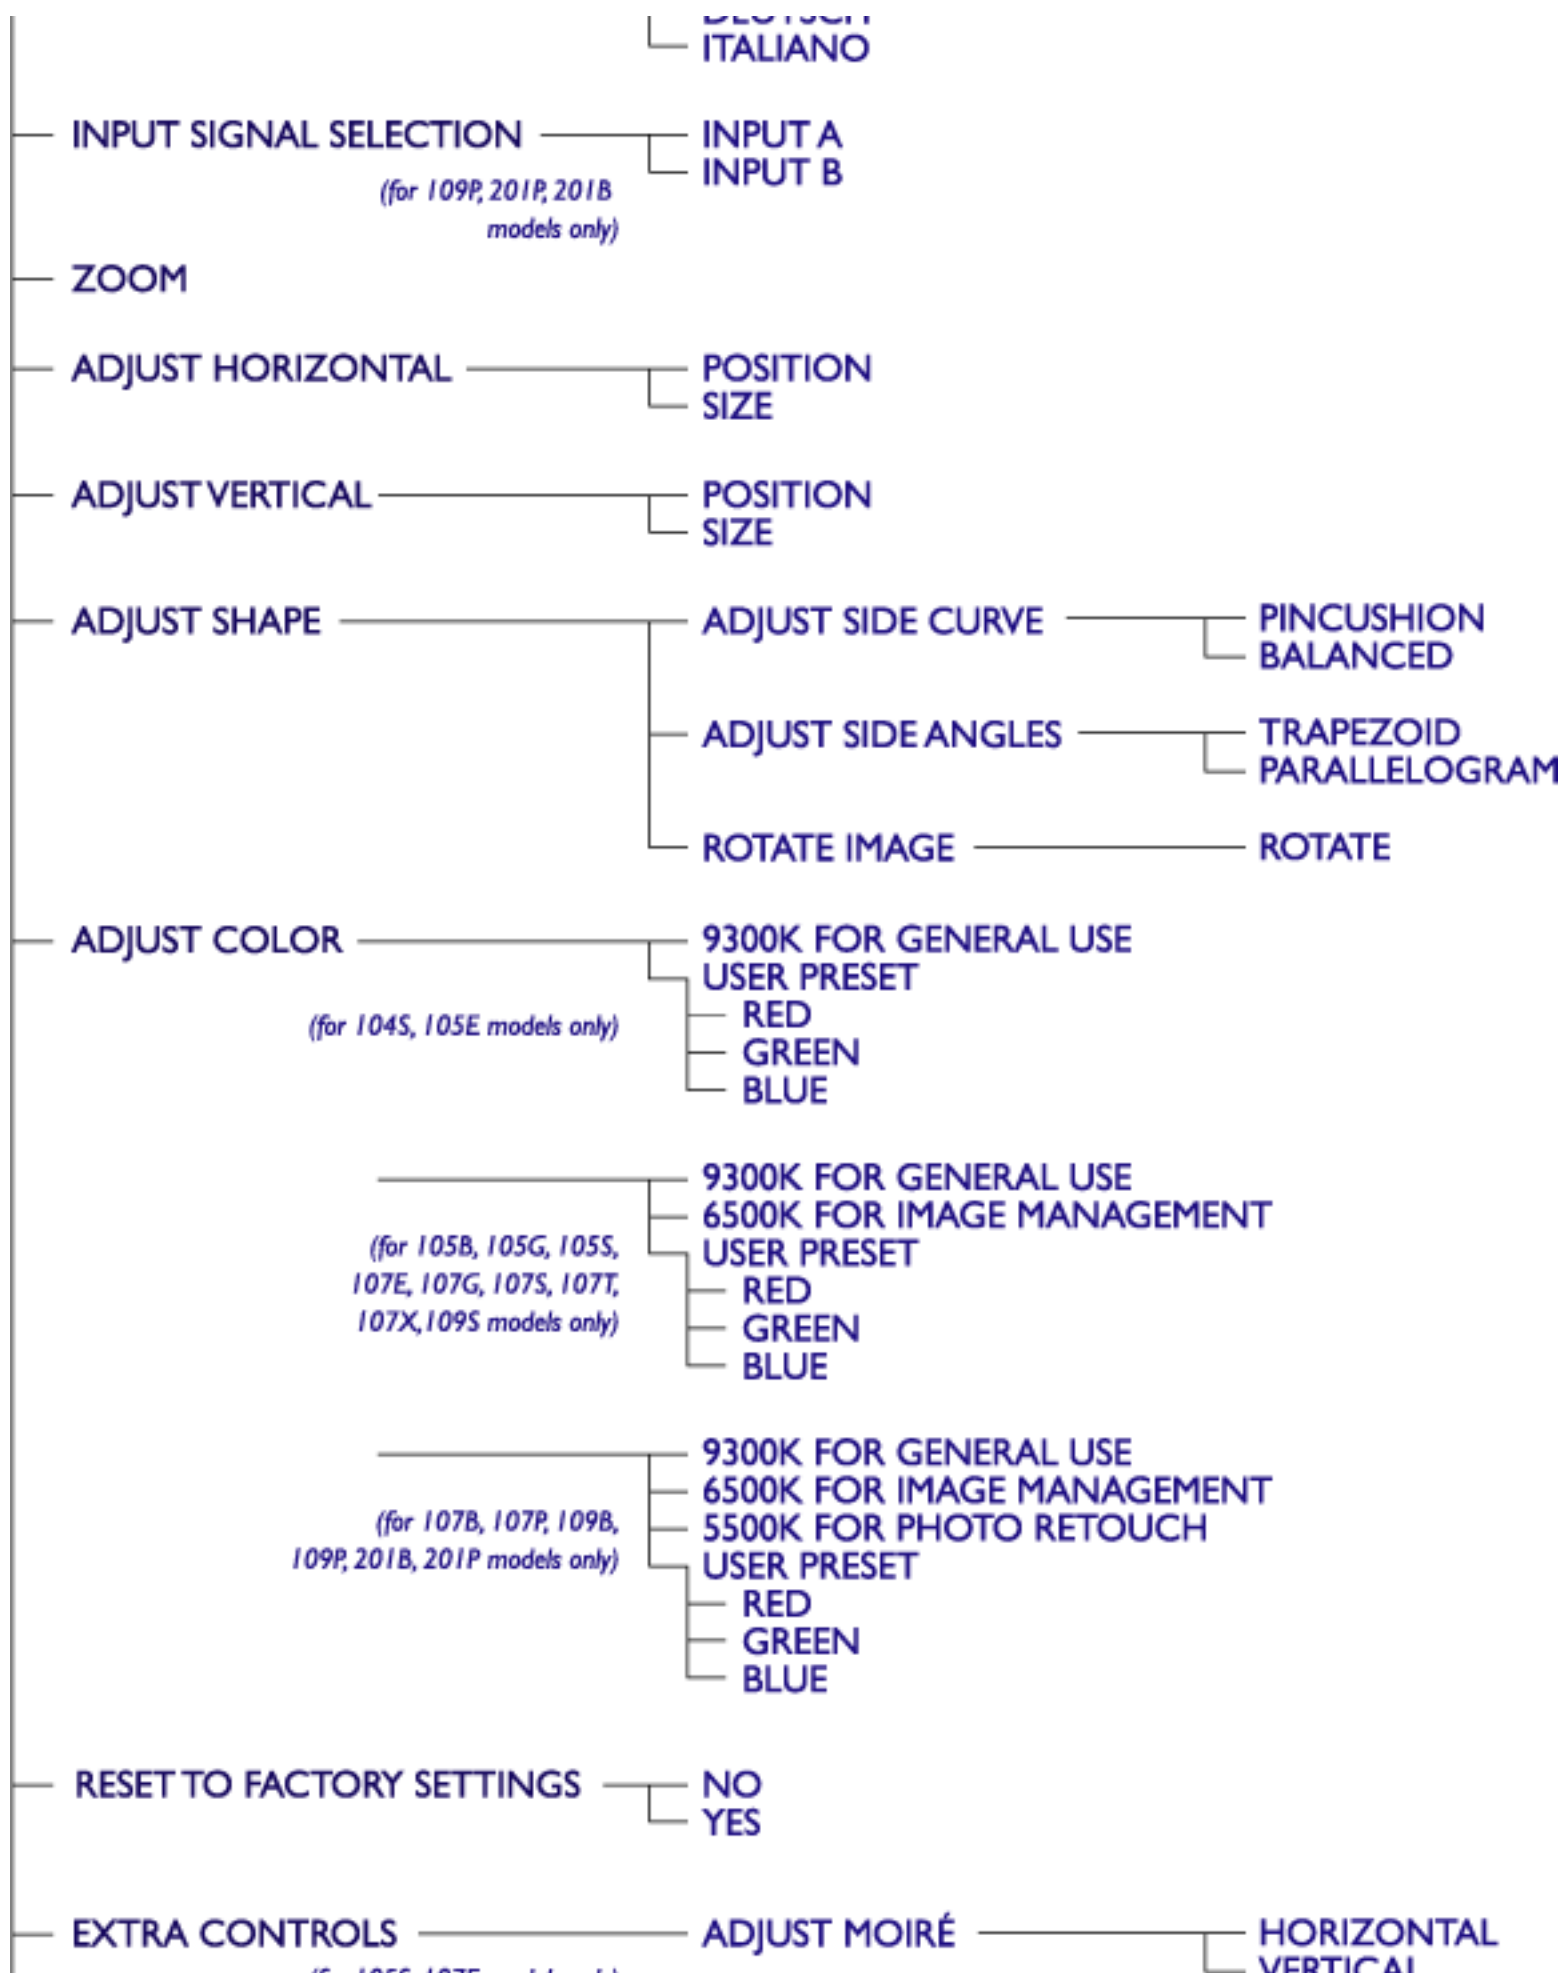 ITALIANO
INPUT SIGNAL SELECTION
INPUT A
INPUT B
(for 109P, 201P, 201B
models only)
ZOOM
ADJUST HORIZONTAL
POSITION
SIZE
ADJUST VERTICAL
POSITION
SIZE
ADJUST SHAPE
ADJUST SIDE CURVE
PINCUSHION
BALANCED
ADJUST SIDE ANGLES
TRAPEZOID
PARALLELOGRAM
ROTATE IMAGE
ROTATE
ADJUST COLOR
9300K FOR GENERAL USE
USER PRESET
RED
(for 104S, 105E models only)
GREEN
BLUE
9300K FOR GENERAL USE
6500K FOR IMAGE MANAGEMENT
(for 105B, 105G, 105S,
107E, 107G, 107S, 107T,
107X, 109S models only)
USER PRESET
RED
GREEN
BLUE
9300K FOR GENERAL USE
6500K FOR IMAGE MANAGEMENT
5500K FOR PHOTO RETOUCH
(for 107B, 107P, 109B,
109P, 201B, 201P models only)
USER PRESET
RED
GREEN
BLUE
RESET TO FACTORY SETTINGS
NO
YES
EXTRA CONTROLS
ADJUST MOIRÉ
HORIZONTAL
VERTICAL